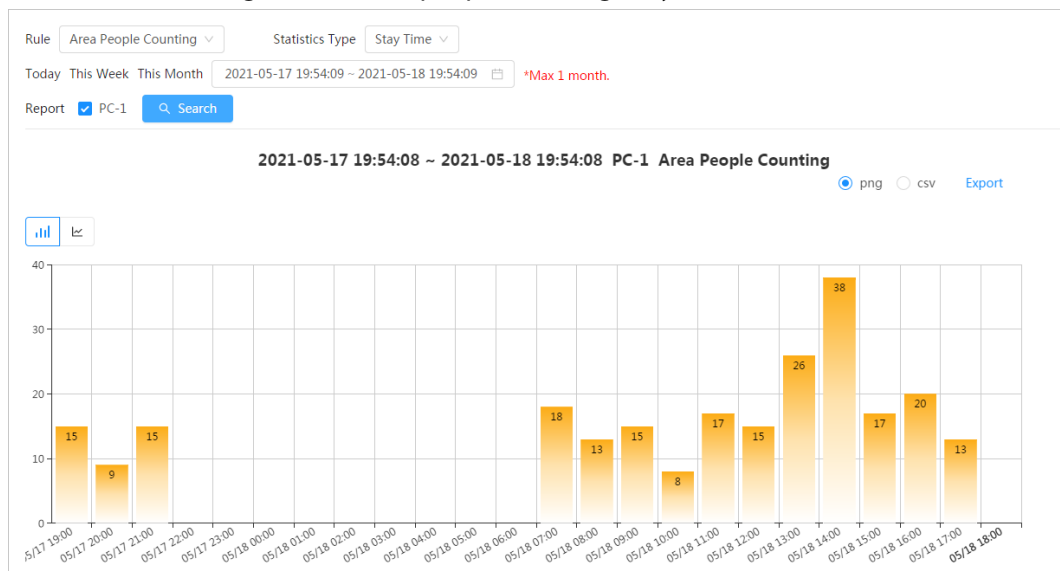 Rule Area People Counting Statistics Type Stay Time
Today This Week This Month 2021-05-17 19:54:09 ~ 2021-05-18 19:54:09 *Max 1 month.
Report PC-1 Search
2021-05-17 19:54:08 ~ 2021-05-18 19:54:08 PC-1 Area People Counting
png csv Export
40
30
20
10
0
15 9 15 18 13 15 8 17 15 26 38 17 20 13
05/17 19:00 05/17 20:00 05/17 21:00 05/17 22:00 05/17 23:00 05/18 00:00 05/18 01:00 05/18 02:00 05/18 03:00 05/18 04:00 05/18 05:00 05/18 06:00 05/18 07:00 05/18 08:00 05/18 09:00 05/18 10:00 05/18 11:00 05/18 12:00 05/18 13:00 05/18 14:00 05/18 15:00 05/18 16:00 05/18 17:00 05/18 18:00